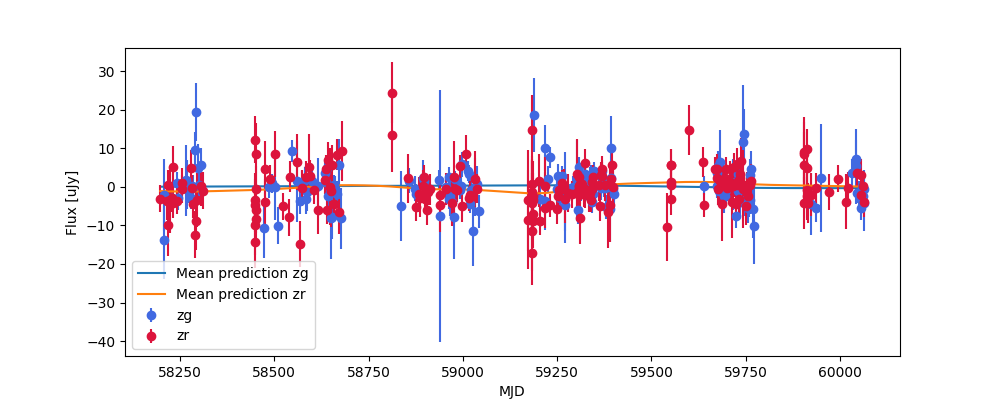 30
20
10
0
−10
−20
−30
−40
Flux [uJy]
Mean prediction zg
Mean prediction zr
zg
zr
58250 58500 58750 59000 59250 59500 59750 60000
MJD